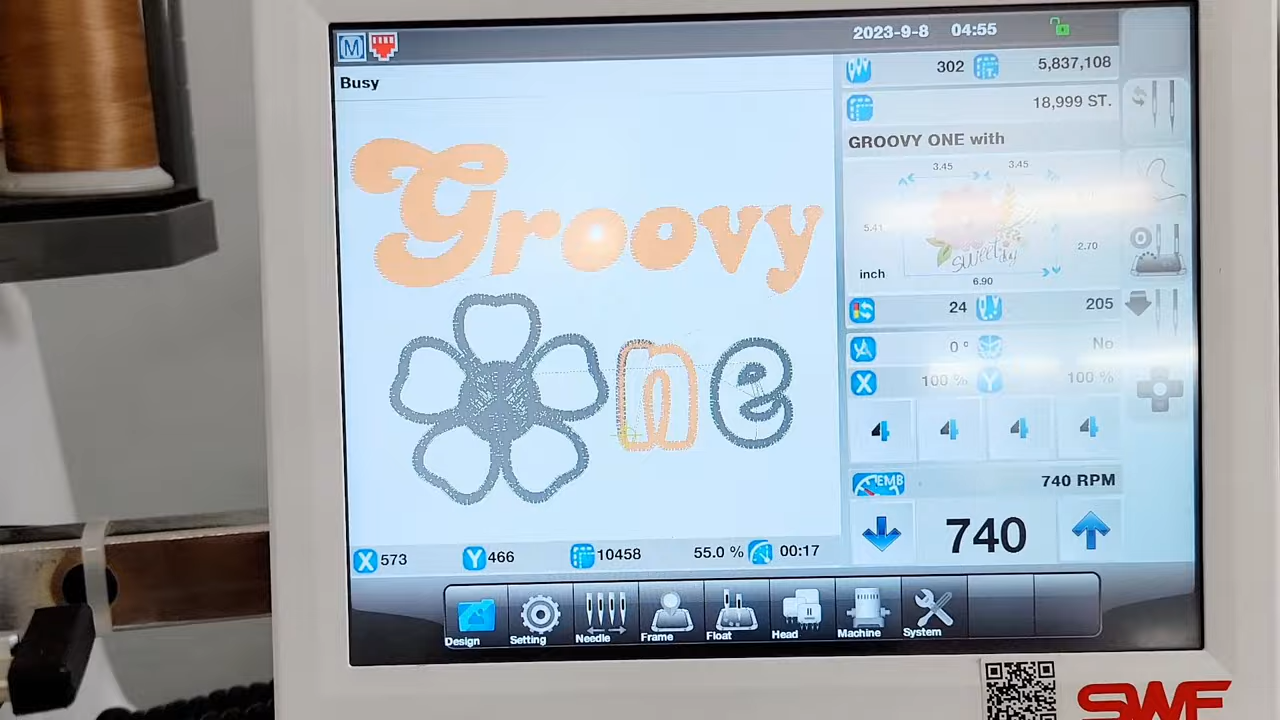 M 2023-9-8 04:55
Busy
302 5,837,108
18,999 ST.
GROOVY ONE with
3.45 3.45
5.41
2.70
sweet
day
inch
6.90
Groovy
ne
24 205
0 ° No
X 100 % Y 100 %
4 4 4 4
EMB 740 RPM
740
X 573 Y 466 10458 55.0 % 00:17
Design Setting Needle Frame Float Head Machine System
SWF